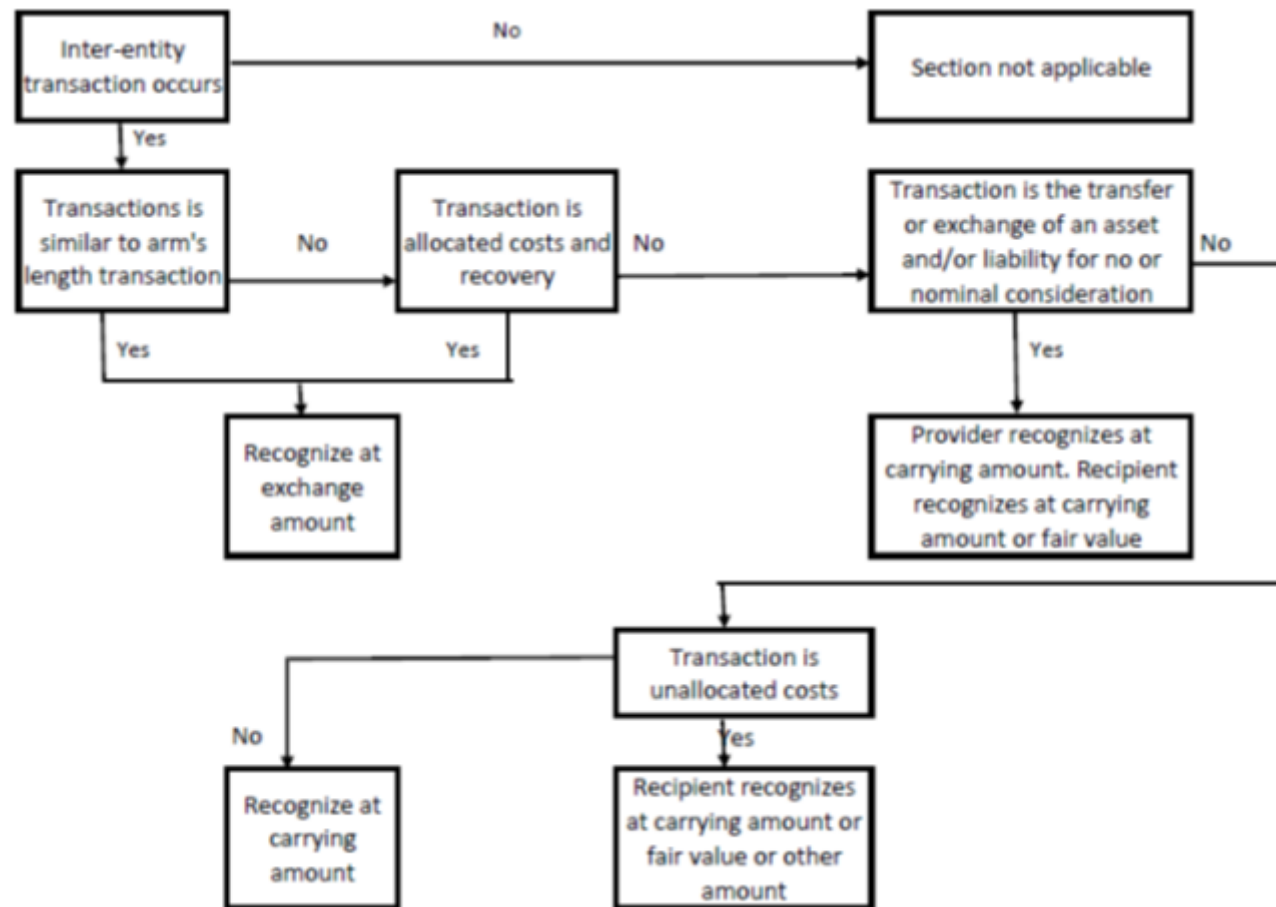 Inter-entity
transaction occurs
No
Section not applicable
Yes
Transactions is
similar to arm's
length transaction
No
Transaction is
allocated costs and
recovery
No
Transaction is the transfer
or exchange of an asset
and/or liability for no or
nominal consideration
No
Yes
Yes
Yes
Recognize at
exchange
amount
Provider recognizes at
carrying amount. Recipient
recognizes at carrying
amount or fair value
Transaction is
unallocated costs
No
Yes
Recognize at
carrying
amount
Recipient recognizes
at carrying amount or
fair value or other
amount